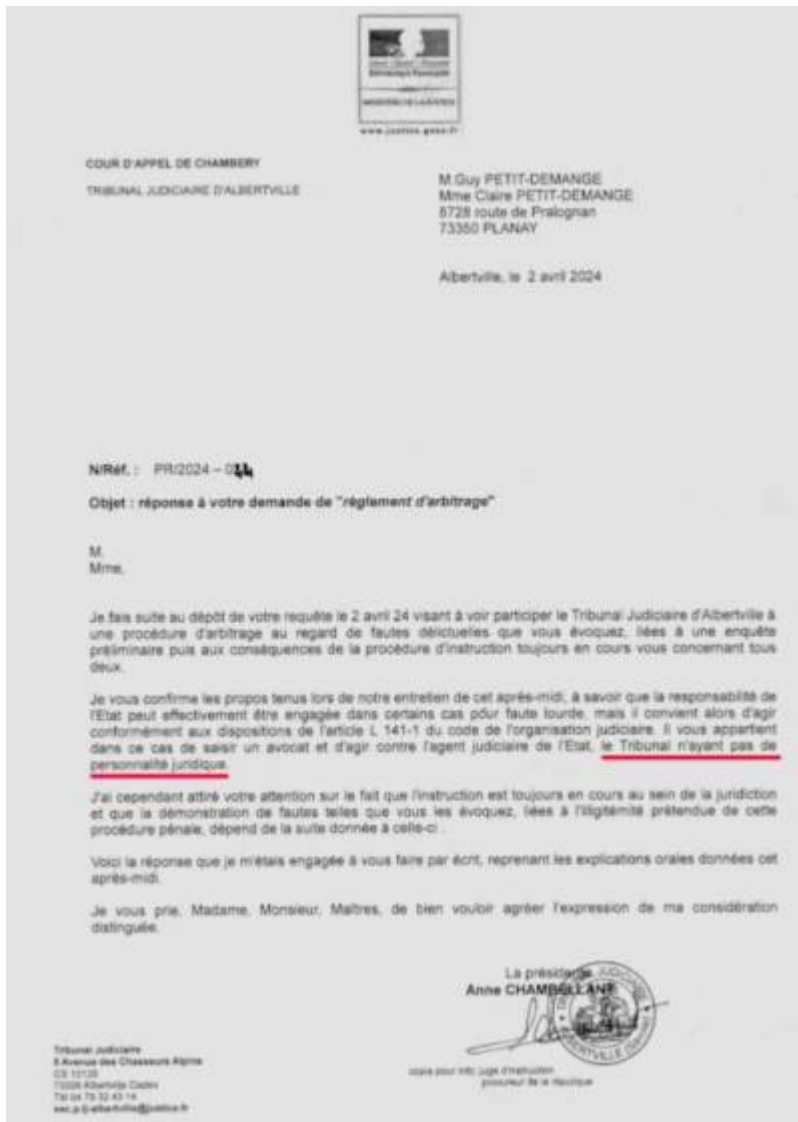 MINISTÈRE DE LA JUSTICE
www.justice.gouv.fr
COUR D'APPEL DE CHAMBERY
TRIBUNAL JUDICIAIRE D'ALBERTVILLE
M.Guy PETIT-DEMANGE
Mme Claire PETIT-DEMANGE
5728 route de Pralognan
73350 PLANAY
Albertville, le 2 avril 2024
N/Réf. : PR/2024 –
Objet : réponse à votre demande de "règlement d'arbitrage"
M.
Mme,
Je fais suite au dépôt de votre requête le 2 avril 24 visant à voir participer le Tribunal Judiciaire d'Albertville à
une procédure d'arbitrage au regard de fautes délictuelles que vous évoquez, liées à une enquête
préliminaire puis aux conséquences de la procédure d'instruction toujours en cours vous concernant tous
deux.
Je vous confirme les propos tenus lors de notre entretien de cet après-midi, à savoir que la responsabilité de
l'Etat peut effectivement être engagée dans certains cas pour faute lourde, mais il convient alors d'agir
conformément aux dispositions de l'article L 141-1 du code de l'organisation judiciaire. Il vous appartient
dans ce cas de saisir un avocat et d'agir contre l'agent judiciaire de l'Etat, le Tribunal n'ayant pas de
personnalité juridique.
J'ai cependant attiré votre attention sur le fait que l'instruction est toujours en cours au sein de la juridiction
et que la démonstration de fautes telles que vous les évoquez, liées à l'illégitimité prétendue de cette
procédure pénale, dépend de la suite donnée à celle-ci .
Voici la réponse que je m'étais engagée à vous faire par écrit, reprenant les explications orales données cet
après-midi.
Je vous prie, Madame, Monsieur, Maîtres, de bien vouloir agréer l'expression de ma considération
distinguée.
La présidente
Anne CHAMBELLANT
TRIBUNAL JUDICIAIRE
ALBERTVILLE
copie pour info: juge d'instruction
procureur de la république
Tribunal judiciaire
5 Avenue des Chasseurs Alpins
Albertville Cedex
Tél 04 79 32 43 14